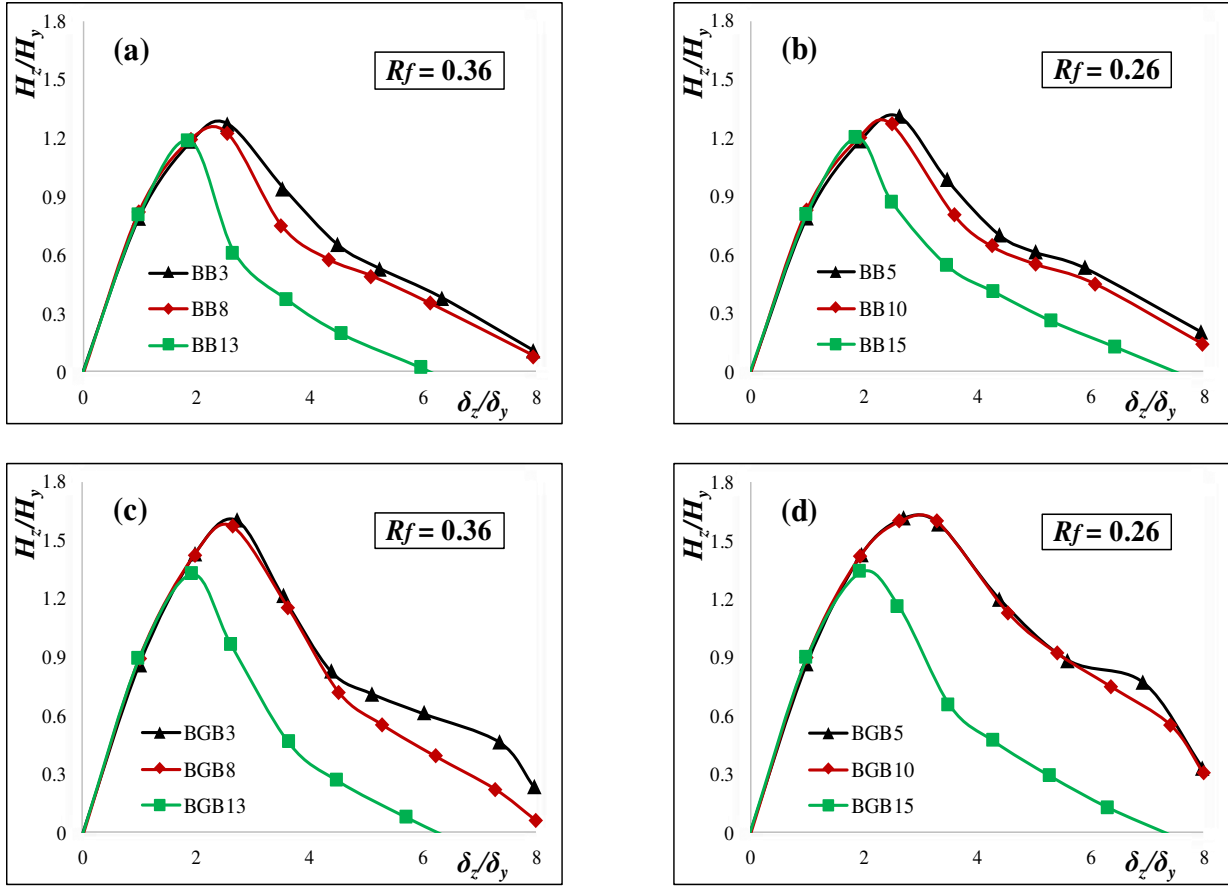 (a)
Rf = 0.36
H_z/H_y
1.8
1.5
1.2
0.9
0.6
0.3
0
BB3
BB8
BB13
0 2 4 6 8
δ_z/δ_y
(b)
Rf = 0.26
H_z/H_y
1.8
1.5
1.2
0.9
0.6
0.3
0
BB5
BB10
BB15
0 2 4 6 8
δ_z/δ_y
(c)
Rf = 0.36
H_z/H_y
1.8
1.5
1.2
0.9
0.6
0.3
0
BGB3
BGB8
BGB13
0 2 4 6 8
δ_z/δ_y
(d)
Rf = 0.26
H_z/H_y
1.8
1.5
1.2
0.9
0.6
0.3
0
BGB5
BGB10
BGB15
0 2 4 6 8
δ_z/δ_y